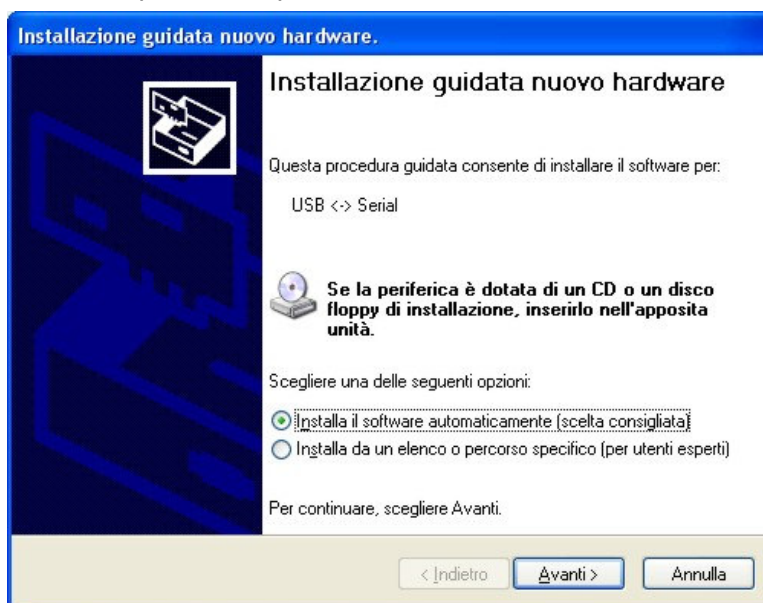 Installazione guidata nuovo hardware.
Installazione guidata nuovo hardware
Questa procedura guidata consente di installare il software per:
USB <-> Serial
Se la periferica è dotata di un CD o un disco
floppy di installazione, inserirlo nell'apposita
unità.
Scegliere una delle seguenti opzioni:
Installa il software automaticamente (scelta consigliata)
Installa da un elenco o percorso specifico (per utenti esperti)
Per continuare, scegliere Avanti.
< Indietro Avanti > Annulla